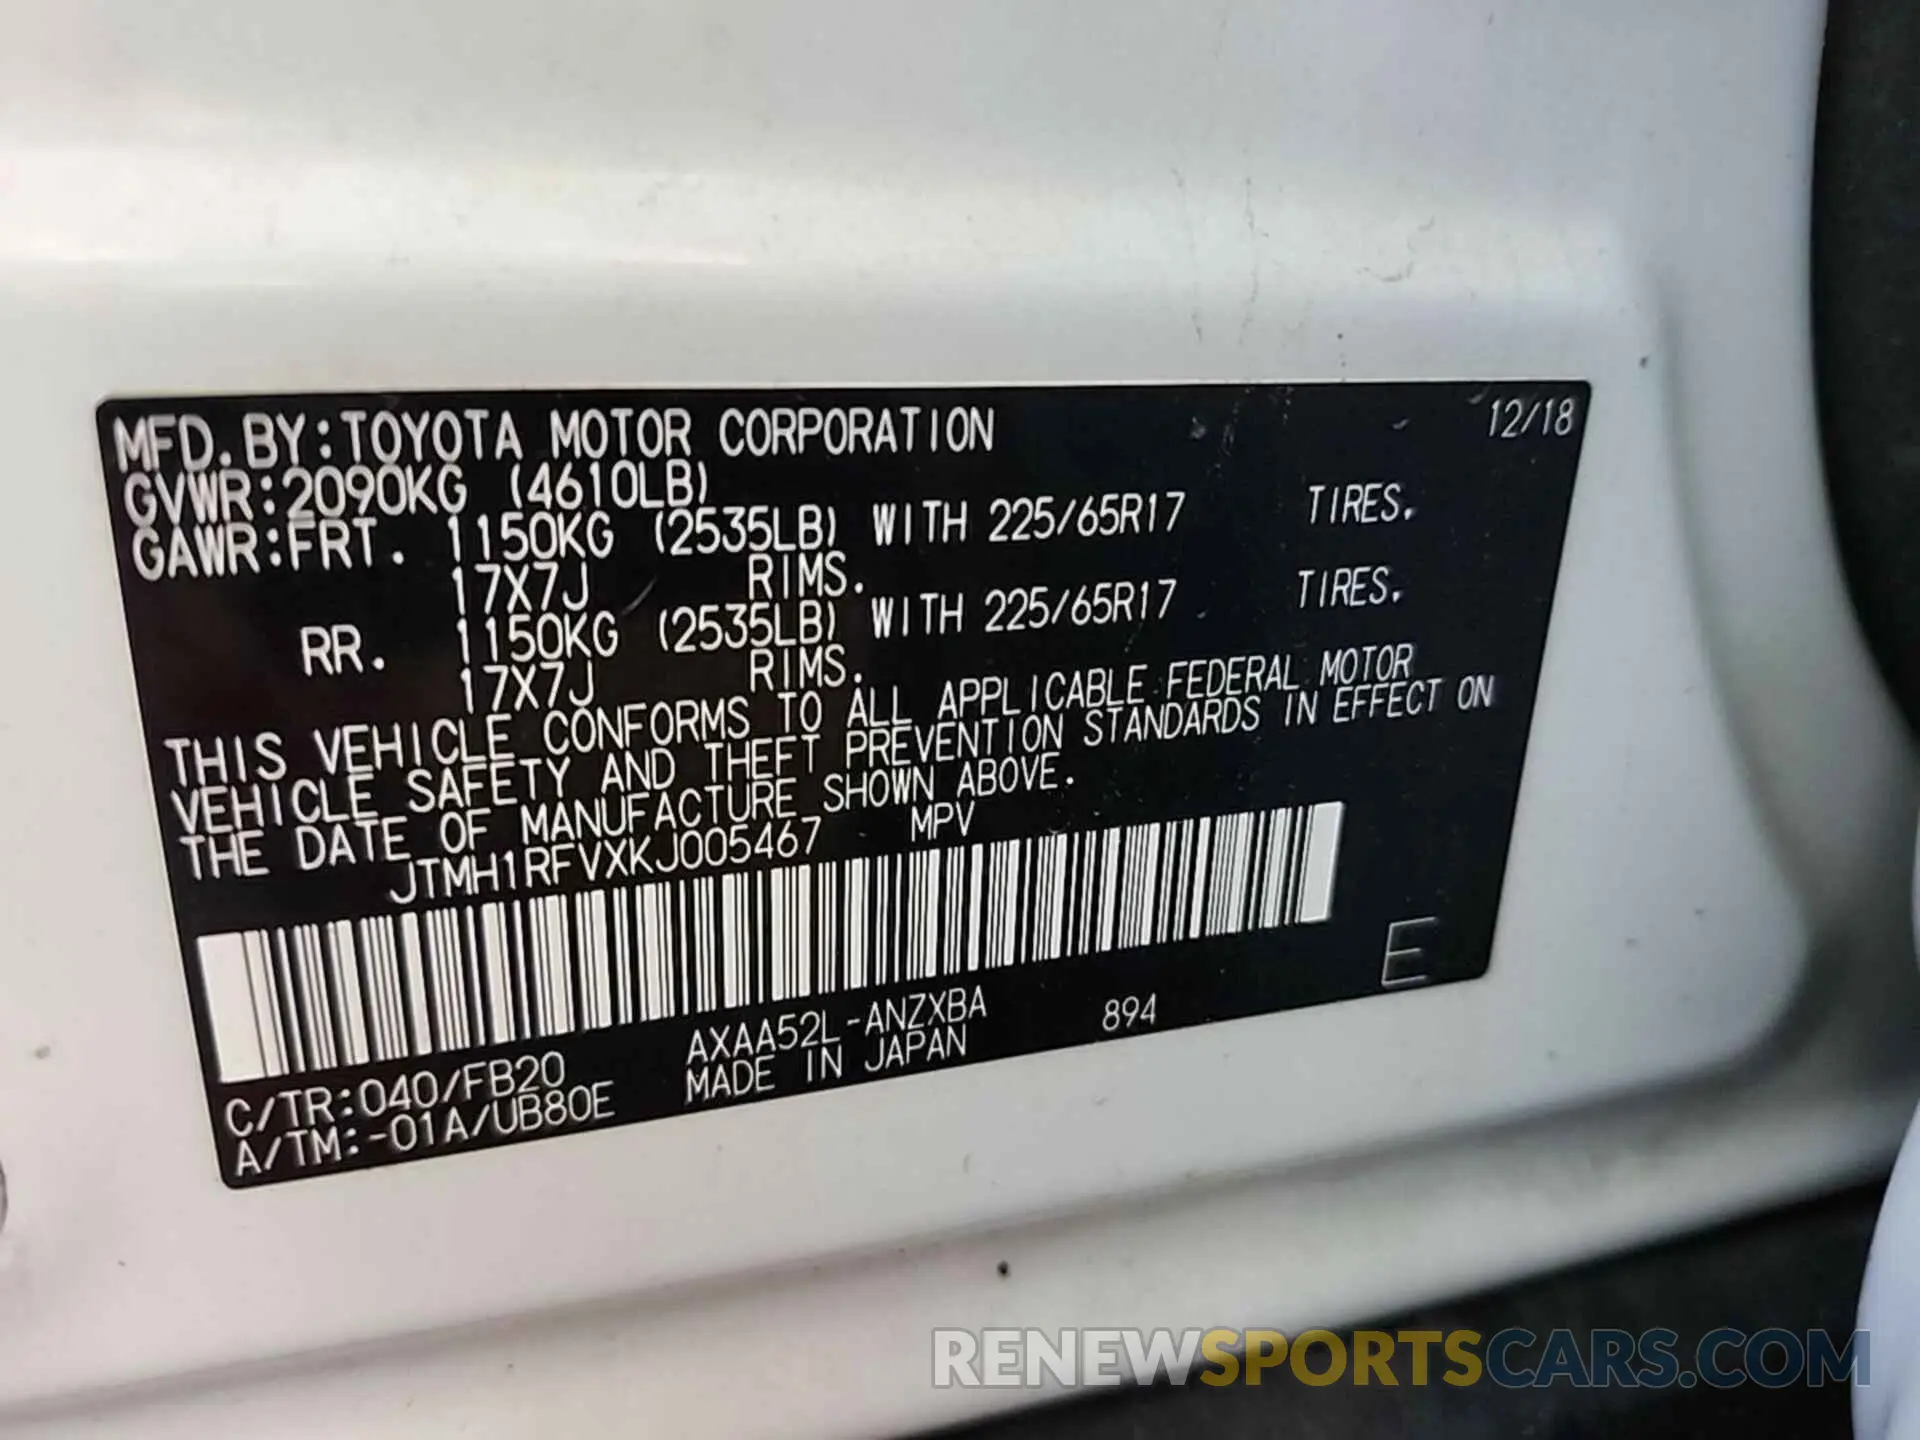 MFD.BY:TOYOTA MOTOR CORPORATION 12/18
GVWR:2090KG (4610LB)
GAWR:FRT. 1150KG (2535LB) WITH 225/65R17 TIRES.
17X7J RIMS.
RR. 1150KG (2535LB) WITH 225/65R17 TIRES.
17X7J RIMS.
THIS VEHICLE CONFORMS TO ALL APPLICABLE FEDERAL MOTOR
VEHICLE SAFETY AND THEFT PREVENTION STANDARDS IN EFFECT ON
THE DATE OF MANUFACTURE SHOWN ABOVE.
JTMH1RFVXKJ005467 MPV
E
C/TR:040/FB20 AXAA52L-ANZXBA 894
A/TM:-01A/UB80E MADE IN JAPAN
RENEWSPORTSCARS.COM